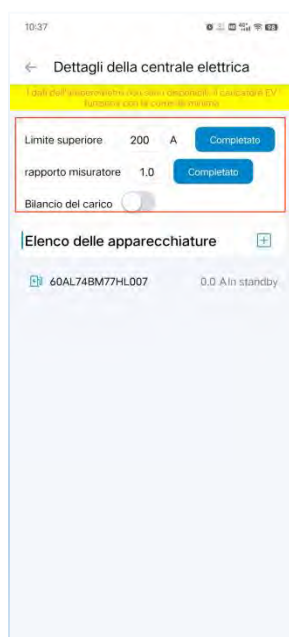 10:37
← Dettagli della centrale elettrica
I dati dell'amperometro non sono disponibili, il caricatore EV
funziona con la corrente minima
Limite superiore 200 A Completato
rapporto misuratore 1.0 Completato
Bilancio del carico
Elenco delle apparecchiature
60AL74BM77HL007 0.0 A In standby